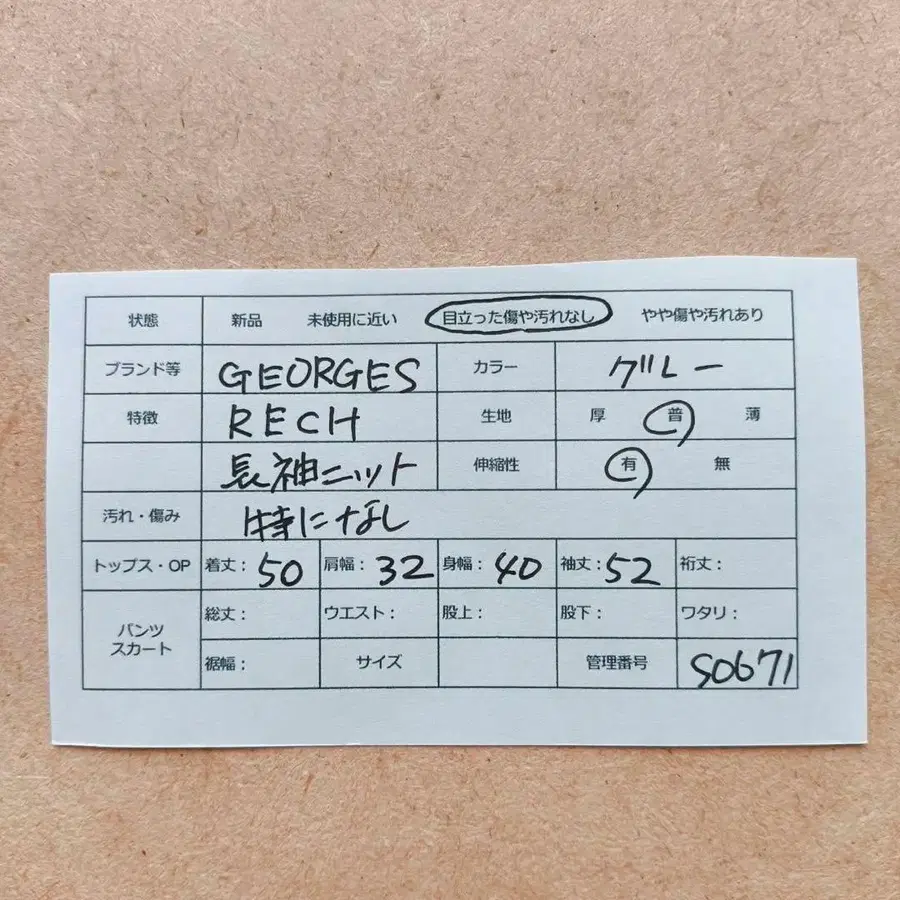 状態 新品 未使用に近い 目立った傷や汚れなし やや傷や汚れあり
ブランド等 GEORGES カラー グレー
特徴 RECH 生地 厚 普 薄
長袖ニット 伸縮性 有 無
汚れ・傷み 特になし
トップス・OP 着丈: 50 肩幅: 32 身幅: 40 袖丈: 52 裄丈:
パンツ スカート 総丈: ウエスト: 股上: 股下: ワタリ:
裾幅: サイズ 管理番号 S0671